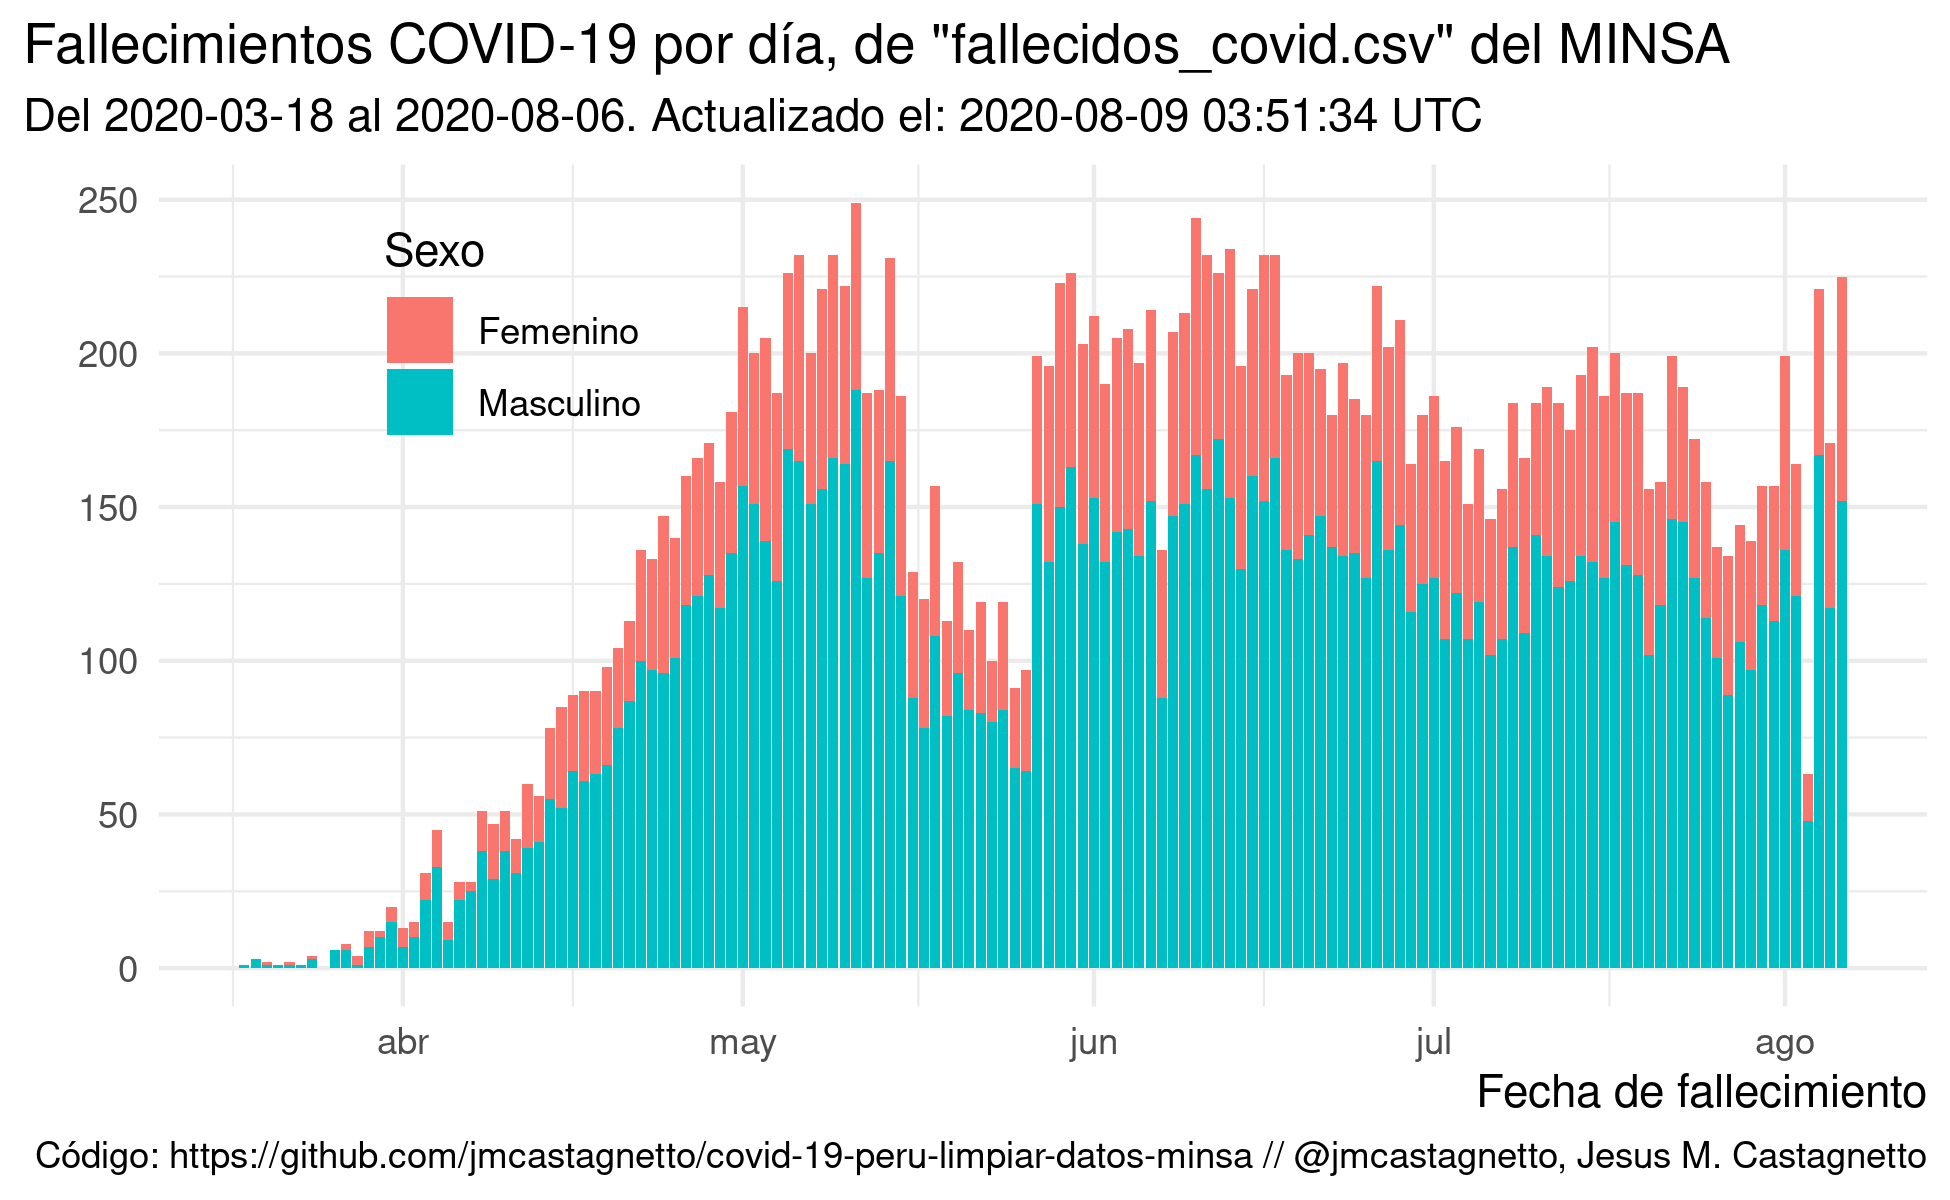 Fallecimientos COVID-19 por día, de "fallecidos_covid.csv" del MINSA
Del 2020-03-18 al 2020-08-06. Actualizado el: 2020-08-09 03:51:34 UTC
250
200
150
100
50
0
Sexo
Femenino
Masculino
abr may jun jul ago
Fecha de fallecimiento
Código: https://github.com/jmcastagnetto/covid-19-peru-limpiar-datos-minsa // @jmcastagnetto, Jesus M. Castagnetto